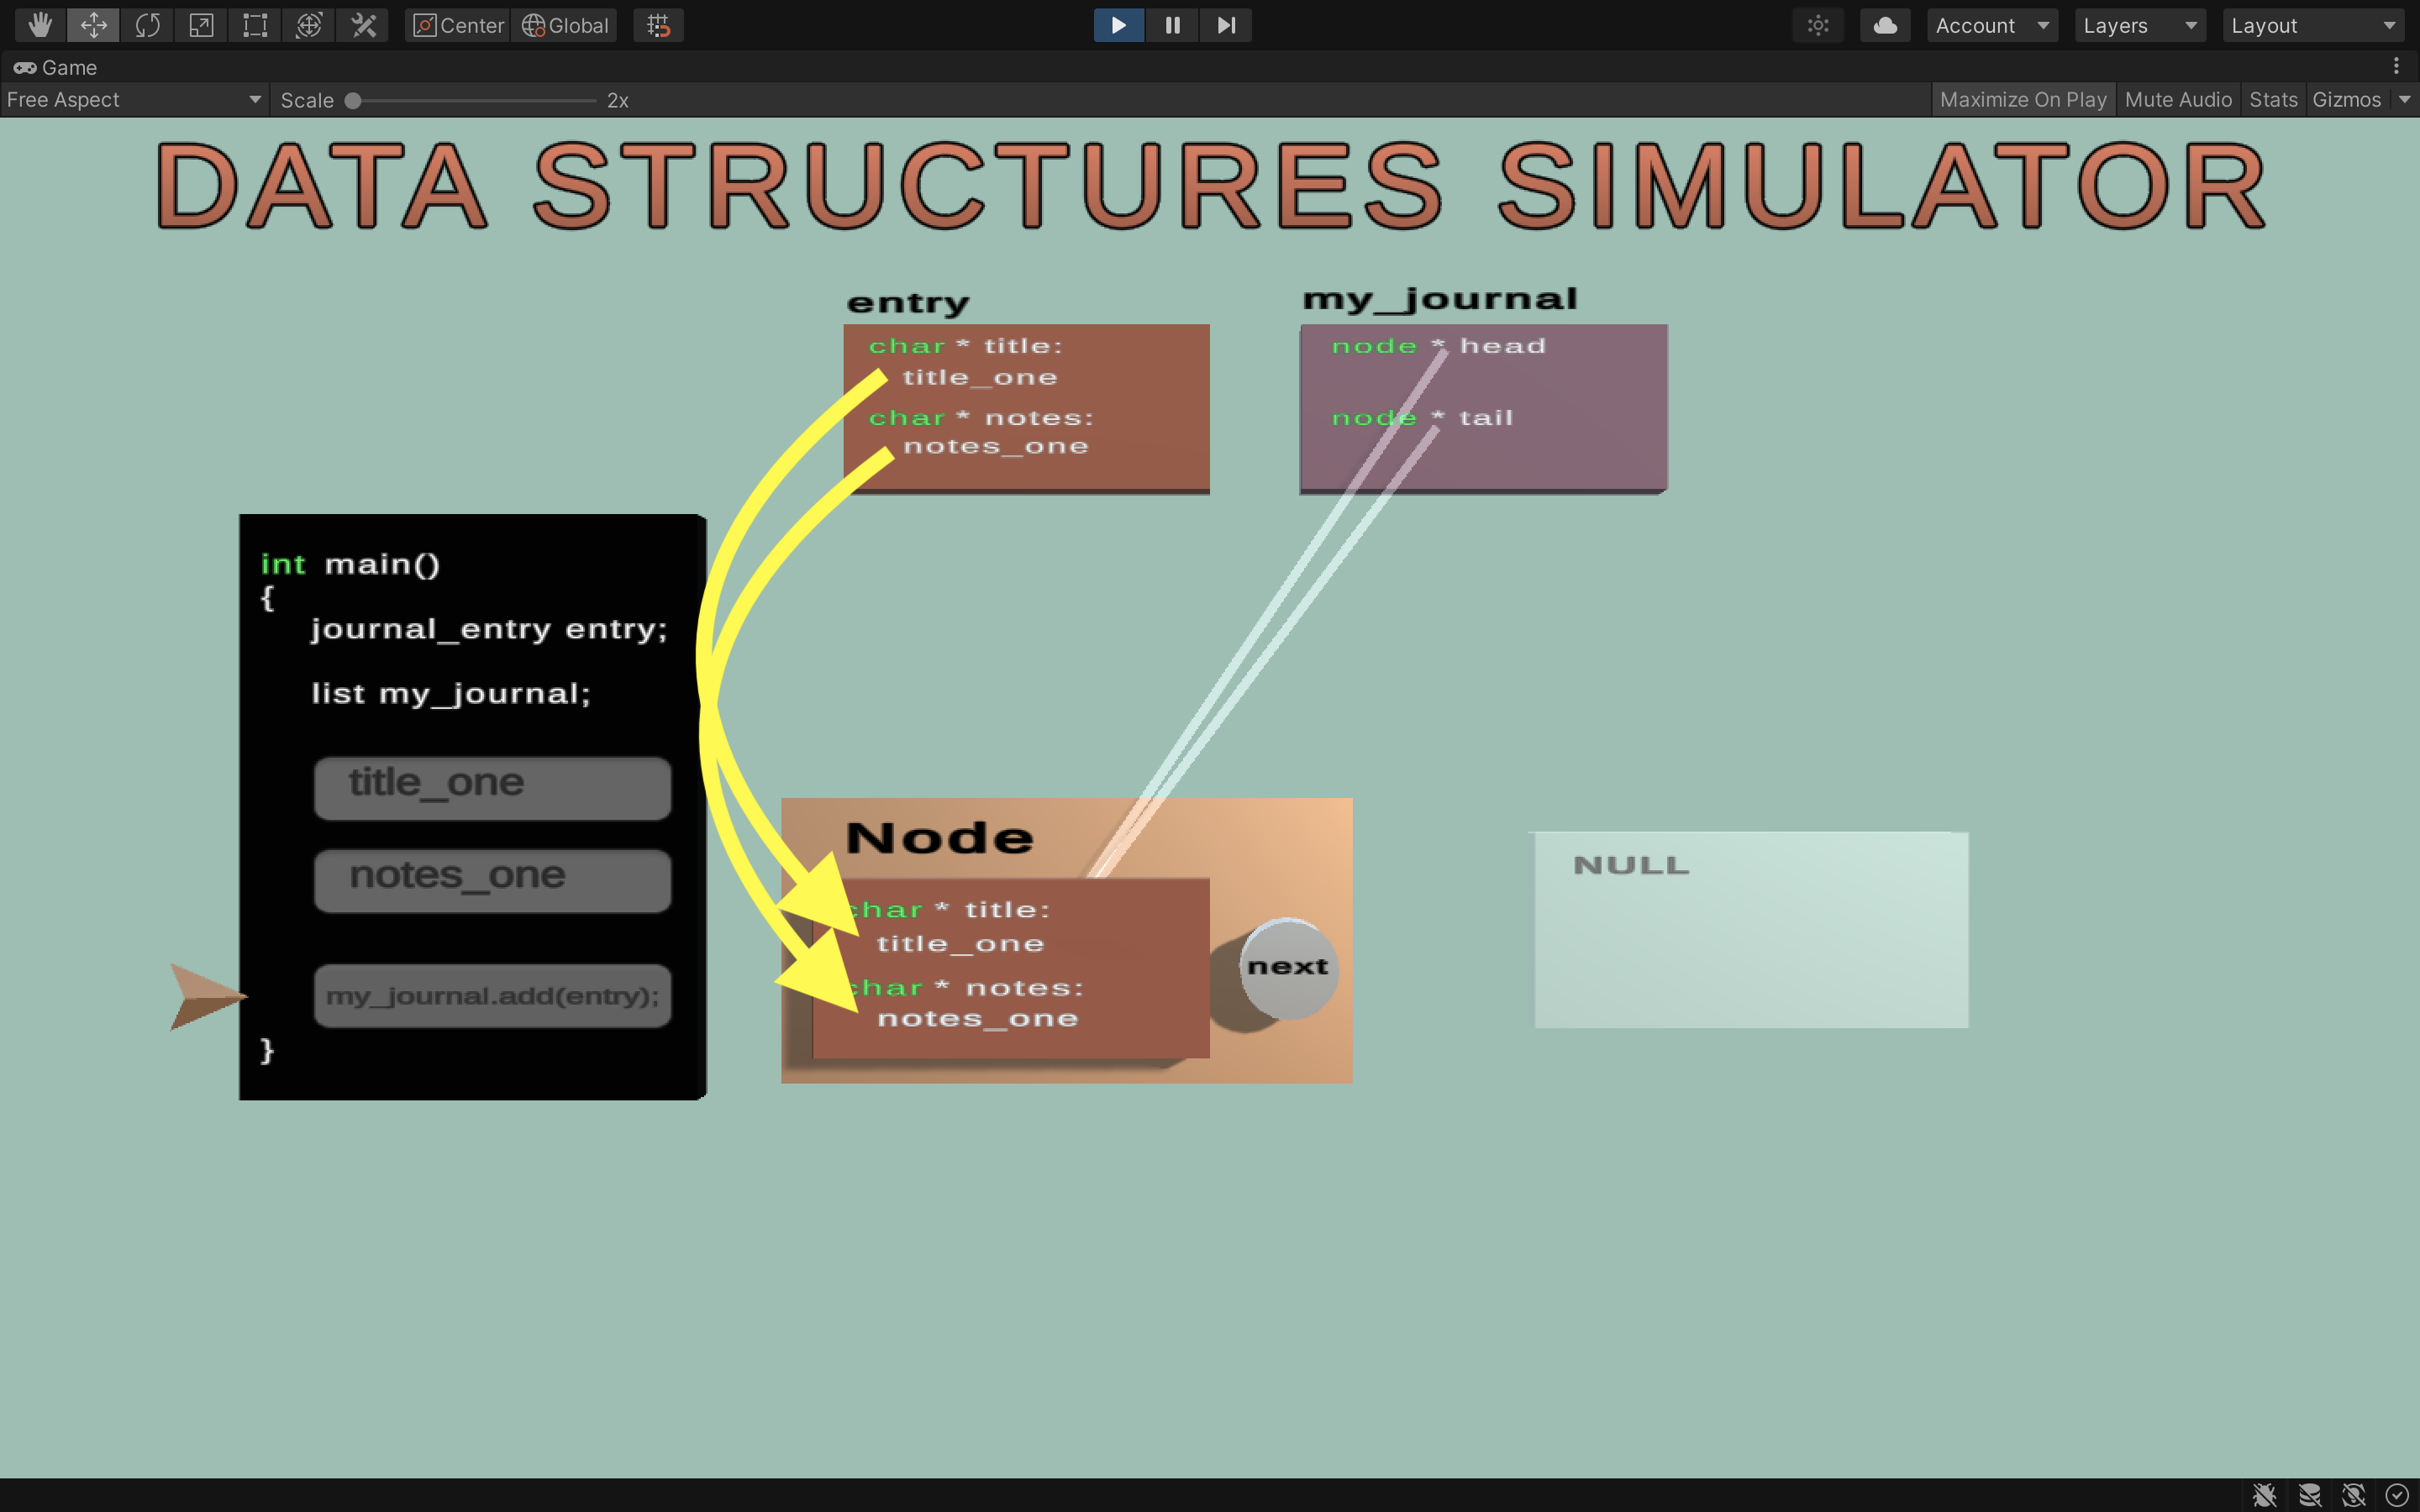 Center Global Account Layers Layout
Game
Free Aspect Scale 2x Maximize On Play Mute Audio Stats Gizmos
DATA STRUCTURES SIMULATOR
entry
char * title:
title_one
char * notes:
notes_one
my_journal
node * head
node * tail
int main()
{
journal_entry entry;
list my_journal;
title_one
notes_one
my_journal.add(entry);
}
Node
char * title:
title_one
char * notes:
notes_one
next
NULL